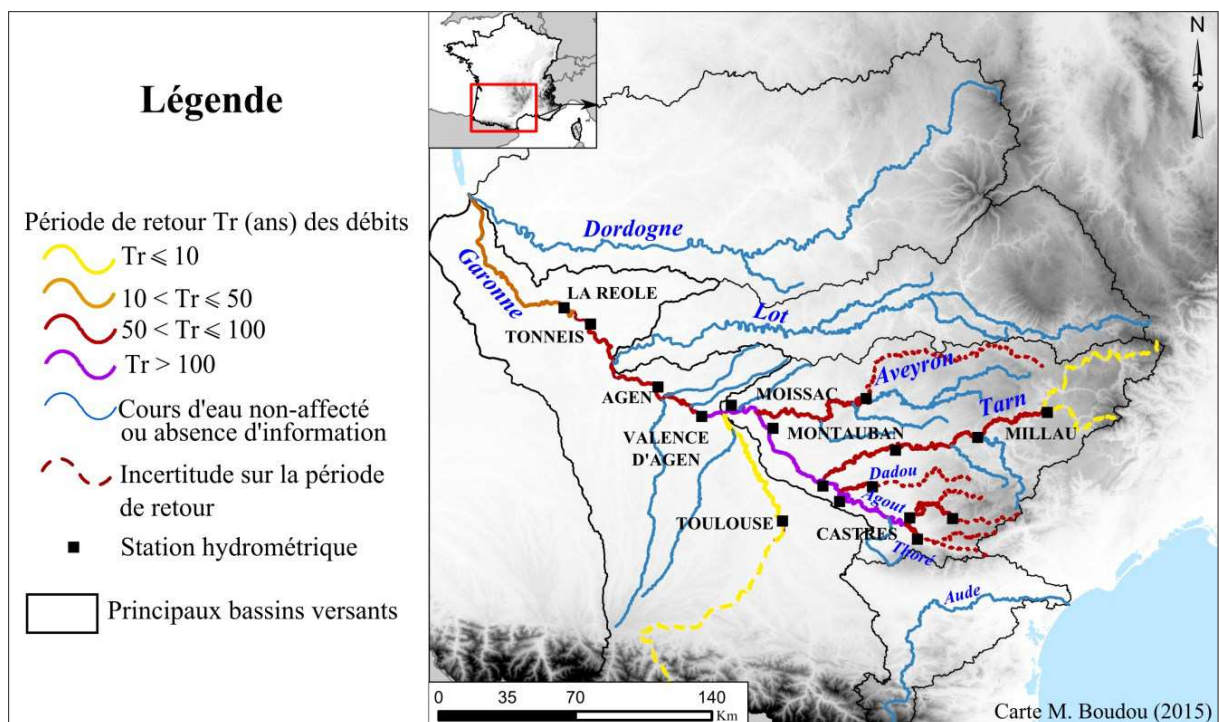 Légende
Période de retour Tr (ans) des débits
Tr ⩽ 10
10 < Tr ⩽ 50
50 < Tr ⩽ 100
Tr > 100
Cours d'eau non-affecté
ou absence d'information
Incertitude sur la période
de retour
Station hydrométrique
Principaux bassins versants
N
Dordogne
Garonne
LA REOLE
TONNEIS
Lot
AGEN
Aveyron
MOISSAC
Tarn
VALENCE
D'AGEN
MONTAUBAN
MILLAU
Dadou
Agout
TOULOUSE
CASTRES
Thoré
Aude
0 35 70 140
Km
Carte M. Boudou (2015)